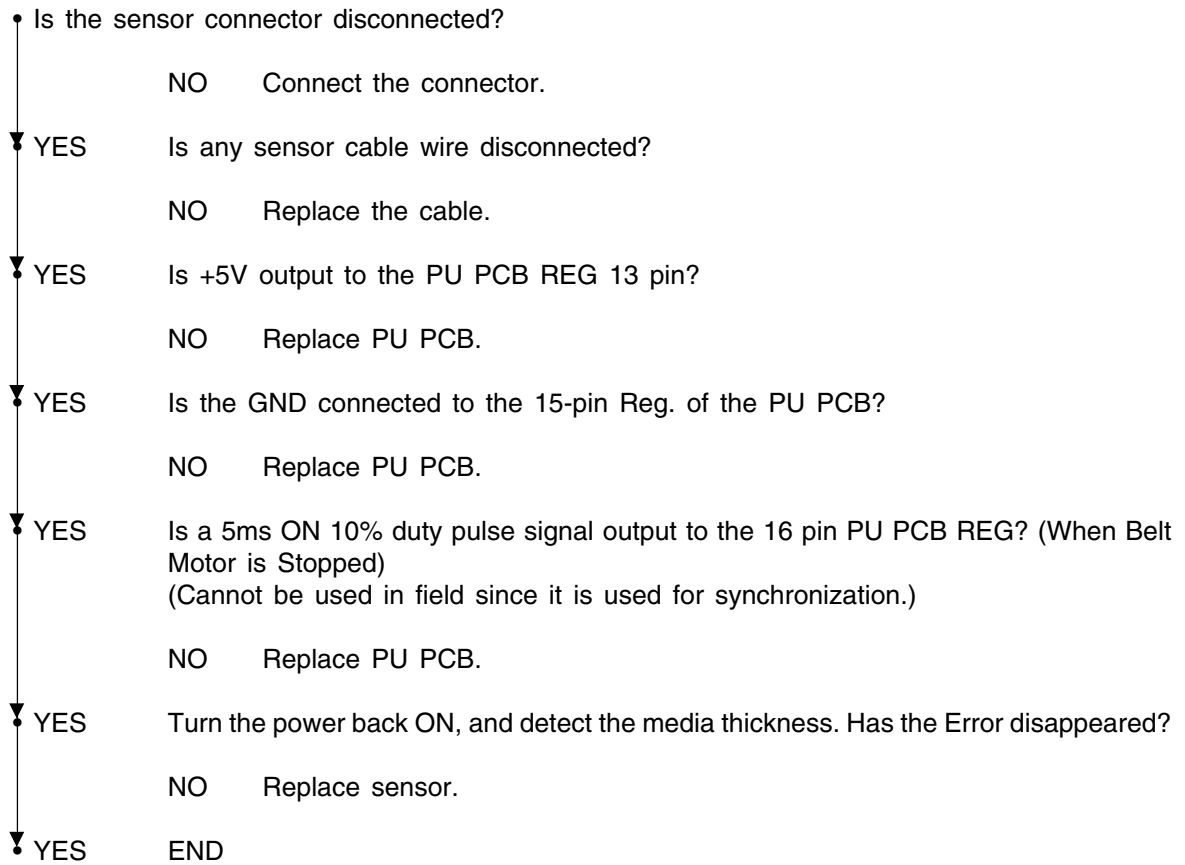 Is the sensor connector disconnected?
NO Connect the connector.
YES Is any sensor cable wire disconnected?
NO Replace the cable.
YES Is +5V output to the PU PCB REG 13 pin?
NO Replace PU PCB.
YES Is the GND connected to the 15-pin Reg. of the PU PCB?
NO Replace PU PCB.
YES Is a 5ms ON 10% duty pulse signal output to the 16 pin PU PCB REG? (When Belt
Motor is Stopped)
(Cannot be used in field since it is used for synchronization.)
NO Replace PU PCB.
YES Turn the power back ON, and detect the media thickness. Has the Error disappeared?
NO Replace sensor.
YES END